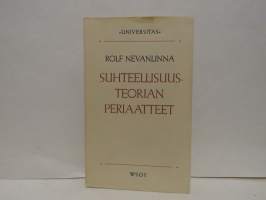 «UNIVERSITAS»
ROLF NEVANLINNA
SUHTEELLISUUS-
TEORIAN
PERIAATTEET
WSOY